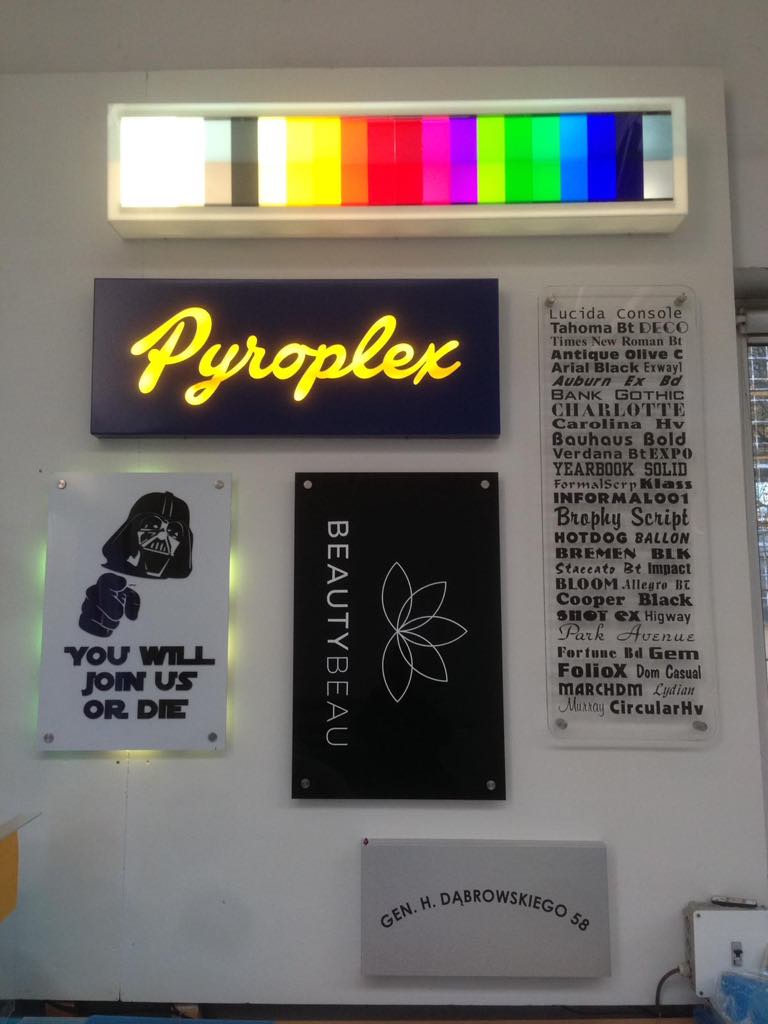 Pyroplex
Lucida Console
Tahoma Bt DECO
Times New Roman Bt
Antique Olive C
Arial Black Exwayl
Auburn Ex Bd
BANK GOTHIC
CHARLOTTE
Carolina Hv
Bauhaus Bold
Verdana Bt EXPO
YEARBOOK SOLID
FormalScrp Klass
INFORMAL001
Brophy Script
HOTDOG BALLON
BREMEN BLK
Staccato Bt Impact
BLOOM Allegro BT
Cooper Black
SHOT EX Higway
Park Avenue
Fortune Bd Gem
FolioX Dom Casual
MARCHDM Lydian
Murray CircularHv
YOU WILL
JOIN US
OR DIE
BEAUTYBEAU
GEN. H. DĄBROWSKIEGO 58